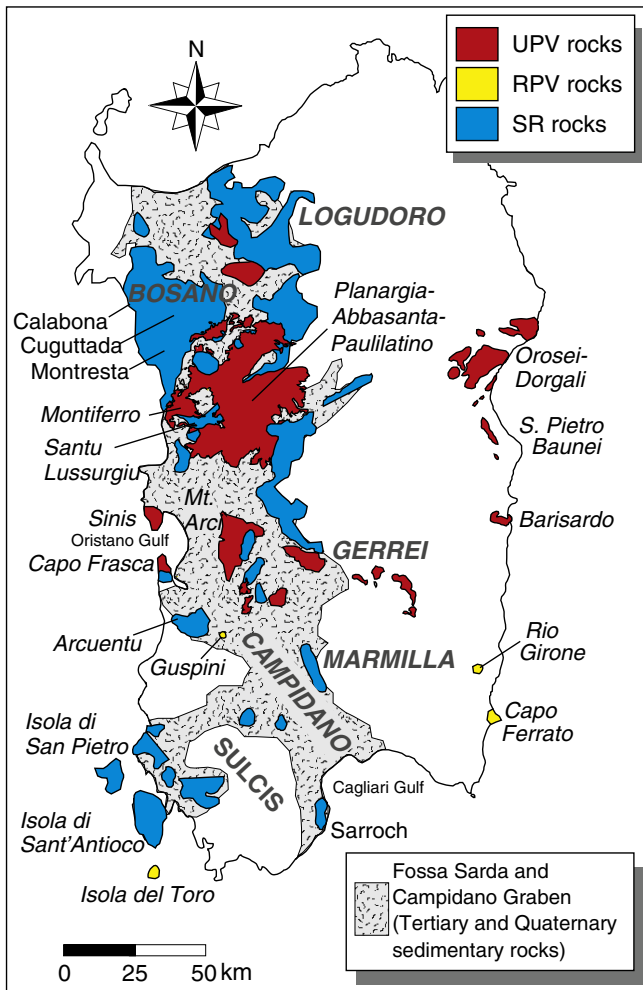 N
UPV rocks
RPV rocks
SR rocks
LOGUDORO
BOSANO
Planargia-
Abbasanta-
Paulilatino
Calabona
Cuguttada
Montresta
Orosei-
Dorgali
Montiferro
S. Pietro
Baunei
Santu
Lussurgiu
Mt.
Arci
Sinis
Oristano Gulf
Capo Frasca
Barisardo
GERREI
Arcuentu
Guspini
CAMPIDANO
MARMILLA
Rio
Girone
Isola di
San Pietro
Capo
Ferrato
SULCIS
Cagliari Gulf
Isola di
Sant'Antioco
Sarroch
Isola del Toro
Fossa Sarda and
Campidano Graben
(Tertiary and Quaternary
sedimentary rocks)
0 25 50 km